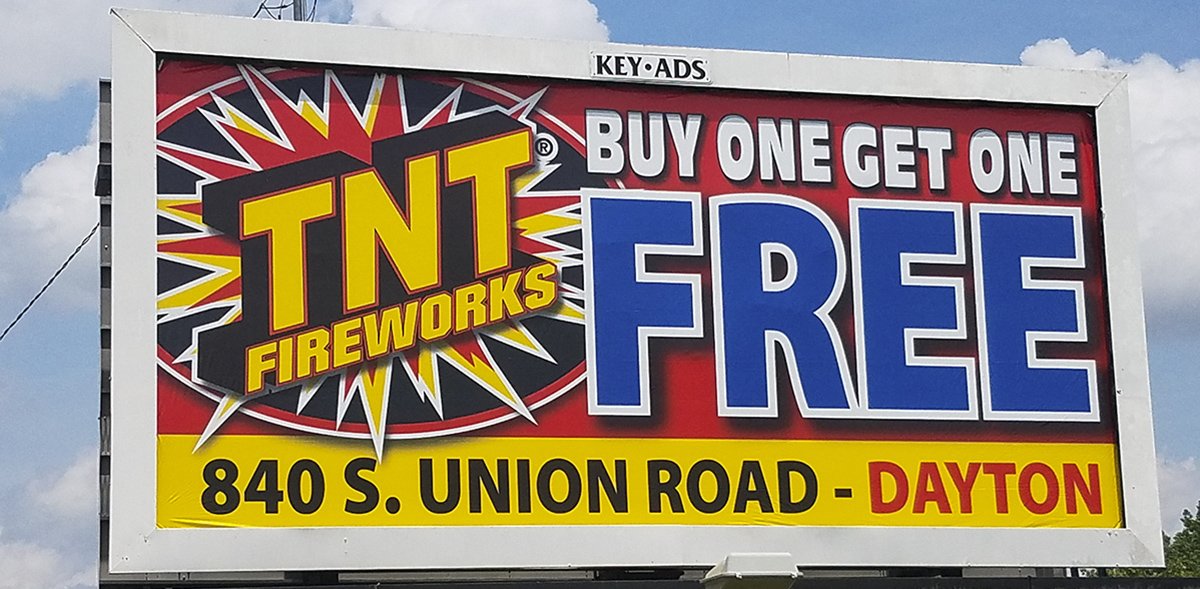 KEY•ADS
TNT®
FIREWORKS
BUY ONE GET ONE
FREE
840 S. UNION ROAD - DAYTON